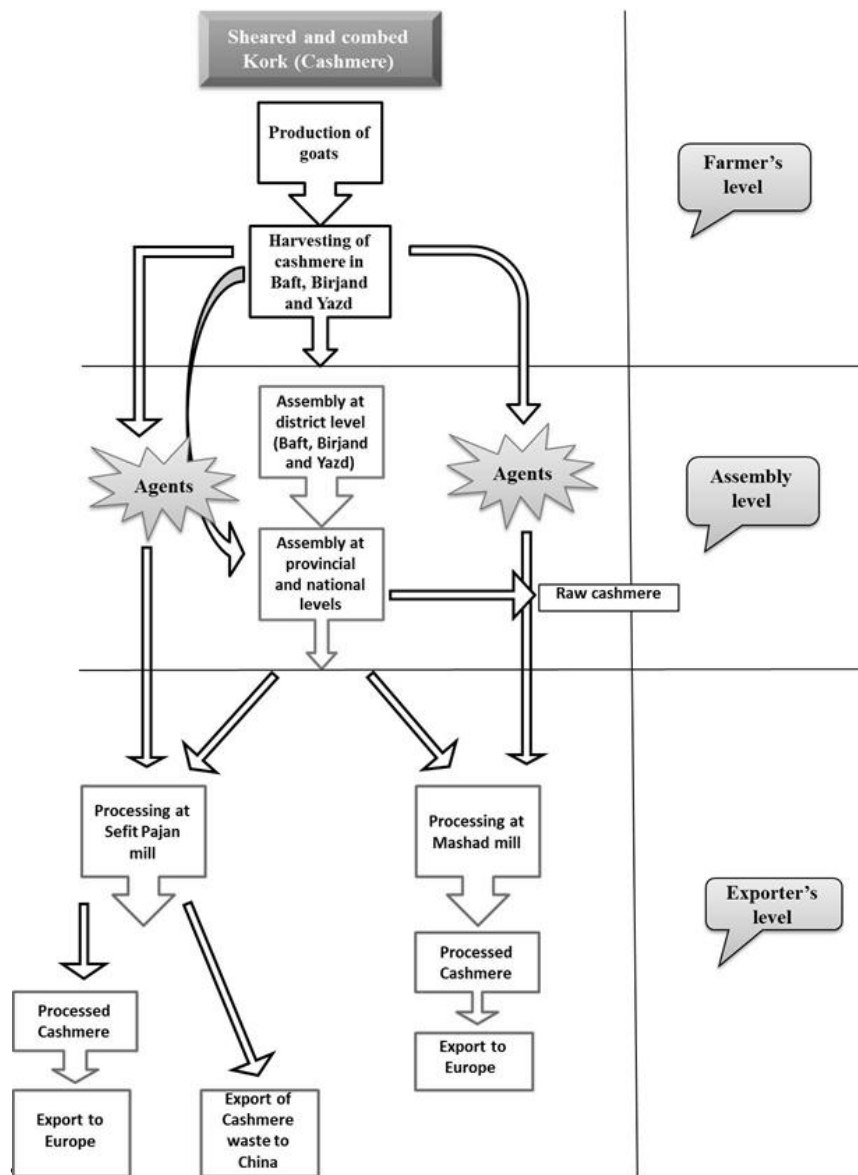 Sheared and combed
Kork (Cashmere)
Production of
goats
Farmer's
level
Harvesting of
cashmere in
Baft, Birjand
and Yazd
Assembly at
district level
(Baft, Birjand
and Yazd)
Agents
Agents
Assembly
level
Assembly at
provincial
and national
levels
Raw cashmere
Processing at
Sefit Pajan
mill
Processing at
Mashad mill
Exporter's
level
Processed
Cashmere
Processed
Cashmere
Export to
Europe
Export to
Europe
Export of
Cashmere
waste to
China